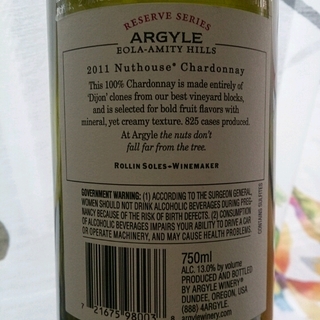 RESERVE SERIES
ARGYLE
EOLA-AMITY HILLS
2011 Nuthouse® Chardonnay
This 100% Chardonnay is made entirely of
'Dijon' clones from our best vineyard blocks,
and is selected for bold fruit flavors with
mineral, yet creamy texture. 825 cases produced.
At Argyle the nuts don't
fall far from the tree.
ROLLIN SOLES–WINEMAKER
GOVERNMENT WARNING: (1) ACCORDING TO THE SURGEON GENERAL,
WOMEN SHOULD NOT DRINK ALCOHOLIC BEVERAGES DURING PREG-
NANCY BECAUSE OF THE RISK OF BIRTH DEFECTS. (2) CONSUMPTION
OF ALCOHOLIC BEVERAGES IMPAIRS YOUR ABILITY TO DRIVE A CAR
OR OPERATE MACHINERY, AND MAY CAUSE HEALTH PROBLEMS.
CONTAINS SULFITES
750ml
ALC. 13.0% by volume
PRODUCED AND BOTTLED
BY ARGYLE WINERY®
DUNDEE, OREGON, USA
(888) 4ARGYLE
argylewinery.com
7 21675 98003